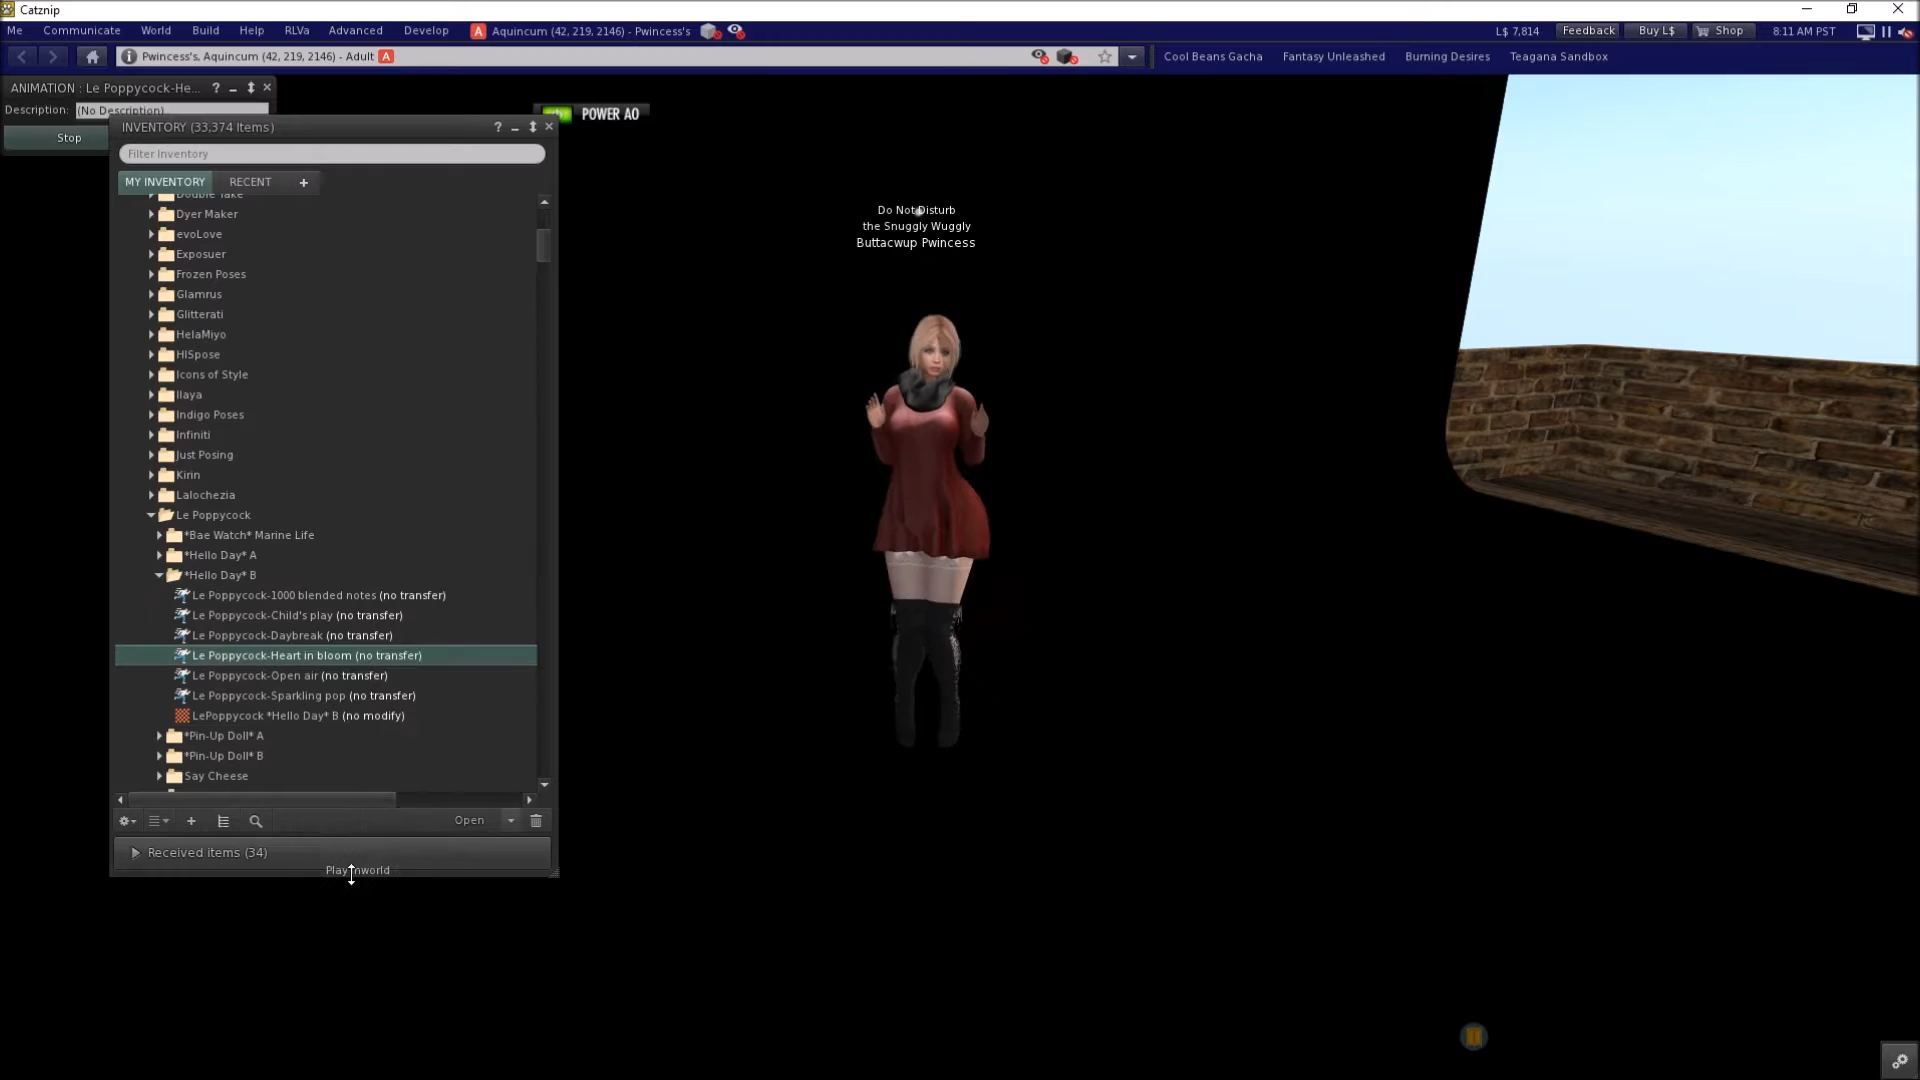 Catznip
Me Communicate World Build Help RLVa Advanced Develop A Aquincum (42, 219, 2146) - Pwincess's L$ 7,814 Feedback Buy L$ Shop 8:11 AM PST
Pwincess's, Aquincum (42, 219, 2146) - Adult A Cool Beans Gacha Fantasy Unleashed Burning Desires Teagana Sandbox
ANIMATION : Le Poppycock-He... ?
Description: (No Description)
Stop
POWER AO
INVENTORY (33,374 Items) ?
Filter Inventory
MY INVENTORY RECENT +
Double Take
Dyer Maker
evoLove
Exposuer
Frozen Poses
Glamrus
Glitterati
HelaMiyo
HISpose
Icons of Style
Ilaya
Indigo Poses
Infiniti
Just Posing
Kirin
Lalochezia
Le Poppycock
*Bae Watch* Marine Life
*Hello Day* A
*Hello Day* B
Le Poppycock-1000 blended notes (no transfer)
Le Poppycock-Child's play (no transfer)
Le Poppycock-Daybreak (no transfer)
Le Poppycock-Heart in bloom (no transfer)
Le Poppycock-Open air (no transfer)
Le Poppycock-Sparkling pop (no transfer)
LePoppycock *Hello Day* B (no modify)
*Pin-Up Doll* A
*Pin-Up Doll* B
Say Cheese
Open
Received items (34)
Play Inworld
Do Not Disturb
the Snuggly Wuggly
Buttacwup Pwincess